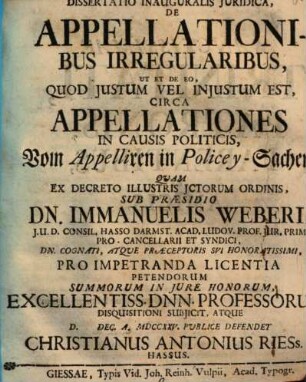 DISSERTATIO INAUGURALIS JURIDICA,
DE
APPELLATIONI-
BUS IRREGULARIBUS,
UT ET DE EO,
QUOD JUSTUM VEL INJUSTUM EST,
CIRCA
APPELLATIONES
IN CAUSIS POLITICIS,
Vom Appelliren in Policey-Sachen
QUAM
EX DECRETO ILLUSTRIS JCTORUM ORDINIS,
SUB PRÆSIDIO
DN. IMMANUELIS WEBERI
J.U.D. CONSIL. HASSO DARMST. ACAD. LUDOV. PROF. JUR. PRIM.
PRO-CANCELLARII ET SYNDICI,
DN. COGNATI, ATQUE PRÆCEPTORIS SVI HONORATISSIMI,
PRO IMPETRANDA LICENTIA
PETENDORUM
SUMMORUM IN JURE HONORUM,
EXCELLENTISS. DNN. PROFESSORU
DISQUISITIONI SUBJICIT, ATQUE
D. DEC. A. MDCCXXIV. PUBLICE DEFENDET
CHRISTIANUS ANTONIUS RIESS.
HASSUS.
GIESSAE, Typis Vid. Joh. Reinh. Vulpii, Acad. Typogr.